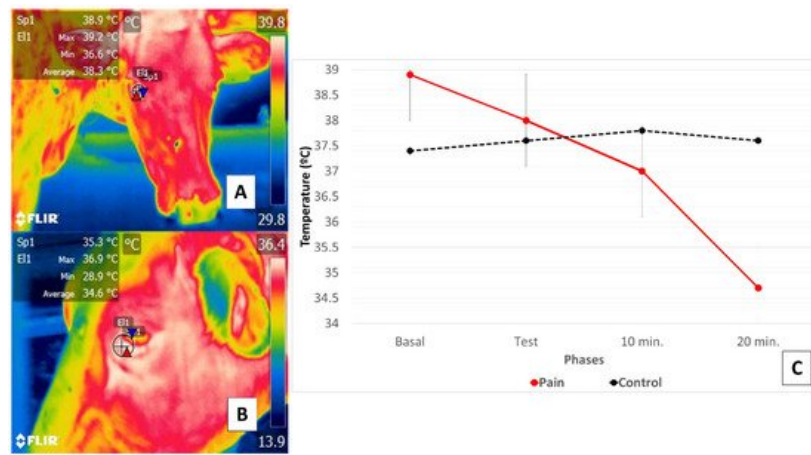 Sp1 38.9 °C
El1 Max 39.2 °C
Min 36.6 °C
Average 38.3 °C
°C
39.8
El1
Sp1
A
FLIR
29.8
Sp1 35.3 °C
El1 Max 36.9 °C
Min 28.9 °C
Average 34.6 °C
°C
36.4
El1
B
FLIR
13.9
39
38.5
38
37.5
37
36.5
36
35.5
35
34.5
34
Temperature (ºC)
Basal Test 10 min. 20 min.
Phases
Pain Control
C